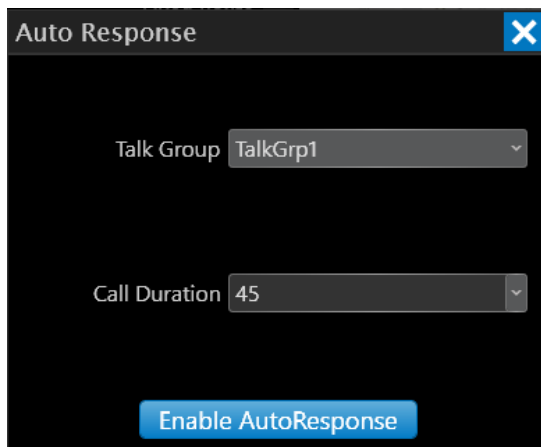 Auto Response
Talk Group TalkGrp1
Call Duration 45
Enable AutoResponse